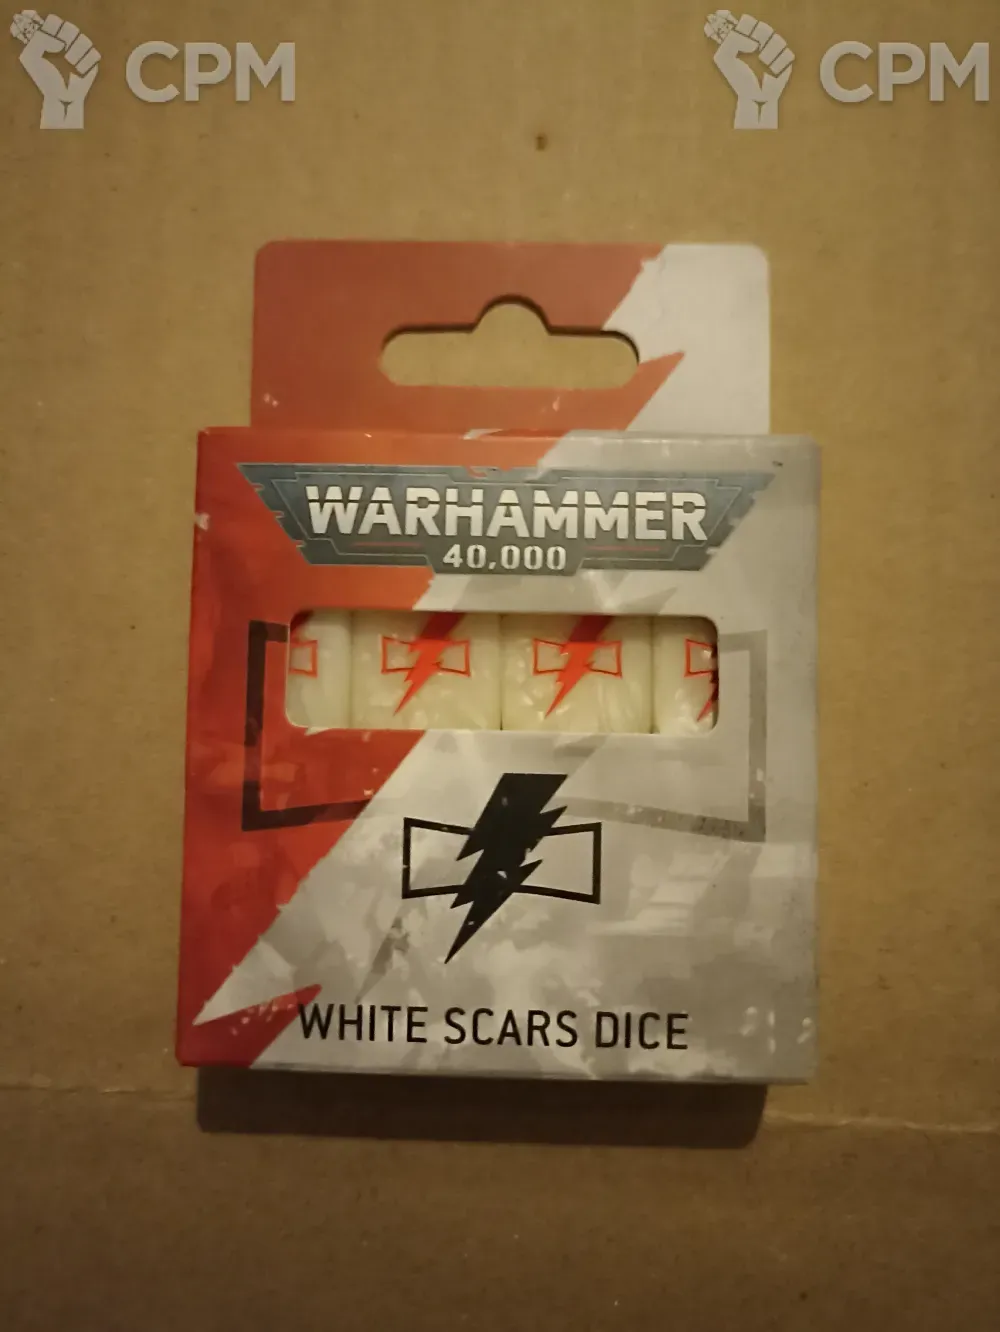 CPM
CPM
WARHAMMER
40,000
WHITE SCARS DICE